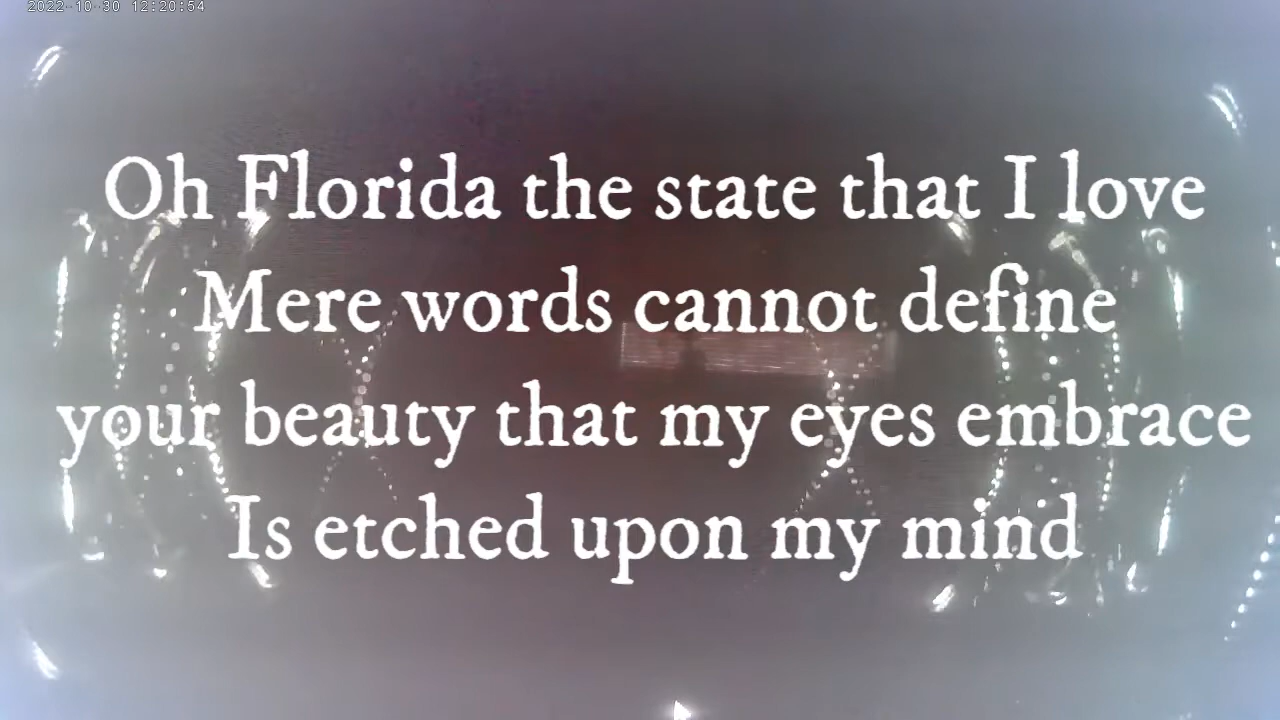 2022-10-30 12:20:54
Oh Florida the state that I love
Mere words cannot define
your beauty that my eyes embrace
Is etched upon my mind